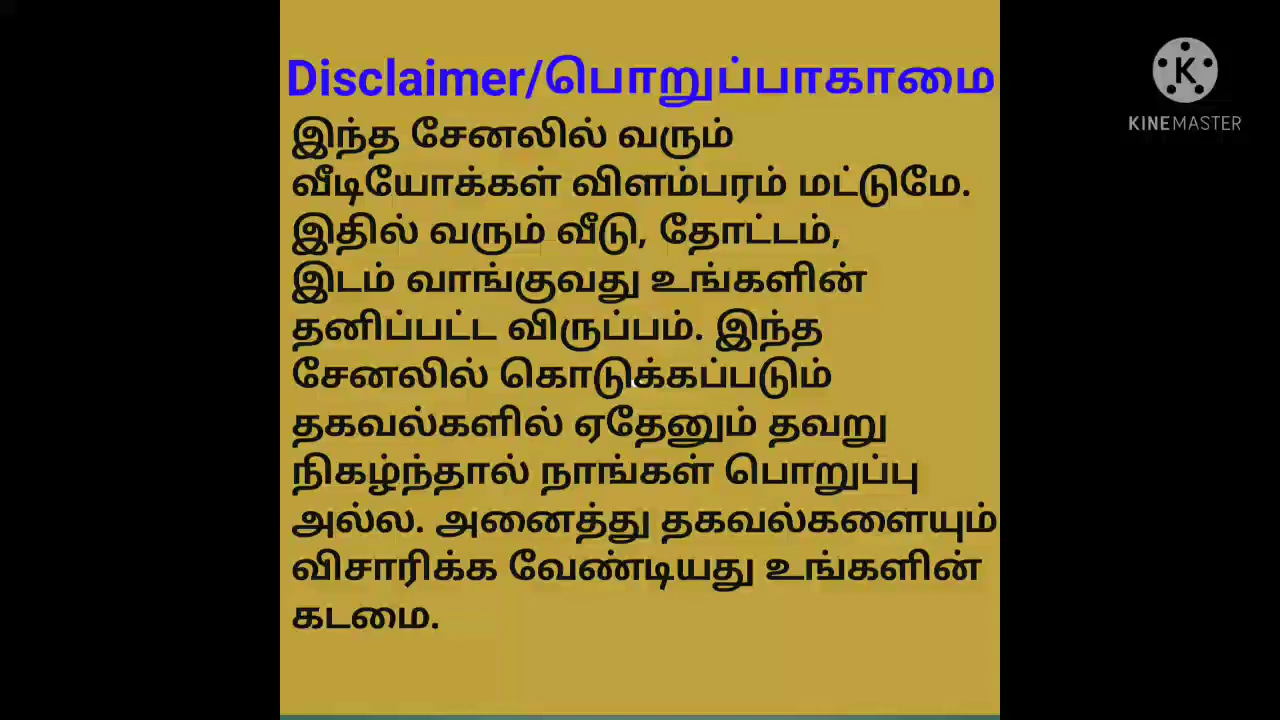 Disclaimer/பொறுப்பாகாமை
இந்த சேனலில் வரும்
வீடியோக்கள் விளம்பரம் மட்டுமே.
இதில் வரும் வீடு, தோட்டம்,
இடம் வாங்குவது உங்களின்
தனிப்பட்ட விருப்பம். இந்த
சேனலில் கொடுக்கப்படும்
தகவல்களில் ஏதேனும் தவறு
நிகழ்ந்தால் நாங்கள் பொறுப்பு
அல்ல. அனைத்து தகவல்களையும்
விசாரிக்க வேண்டியது உங்களின்
கடமை.
K
KINEMASTER